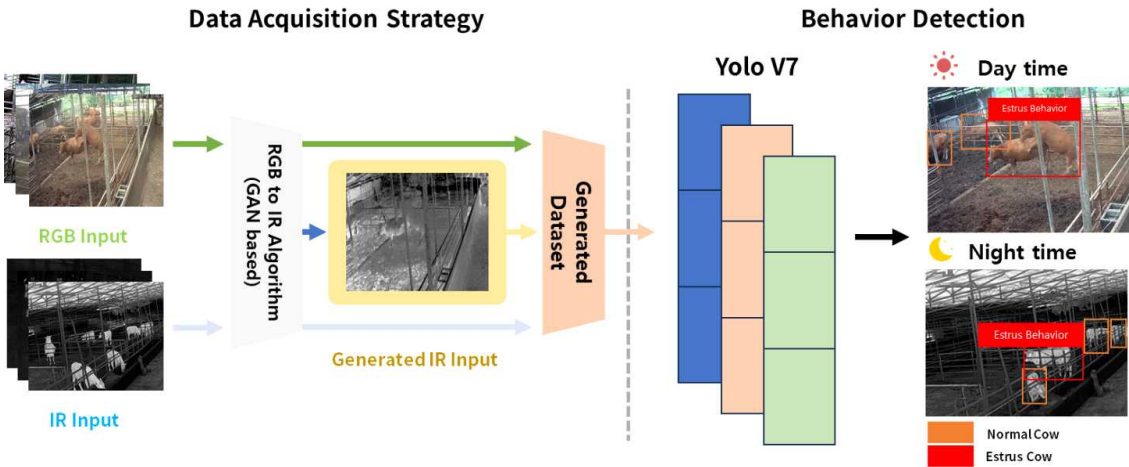 Data Acquisition Strategy
Behavior Detection
RGB Input
IR Input
RGB to IR Algorithm
(GAN based)
Generated IR Input
Generated
Dataset
Yolo V7
Day time
Estrus Behavior
Night time
Estrus Behavior
Normal Cow
Estrus Cow